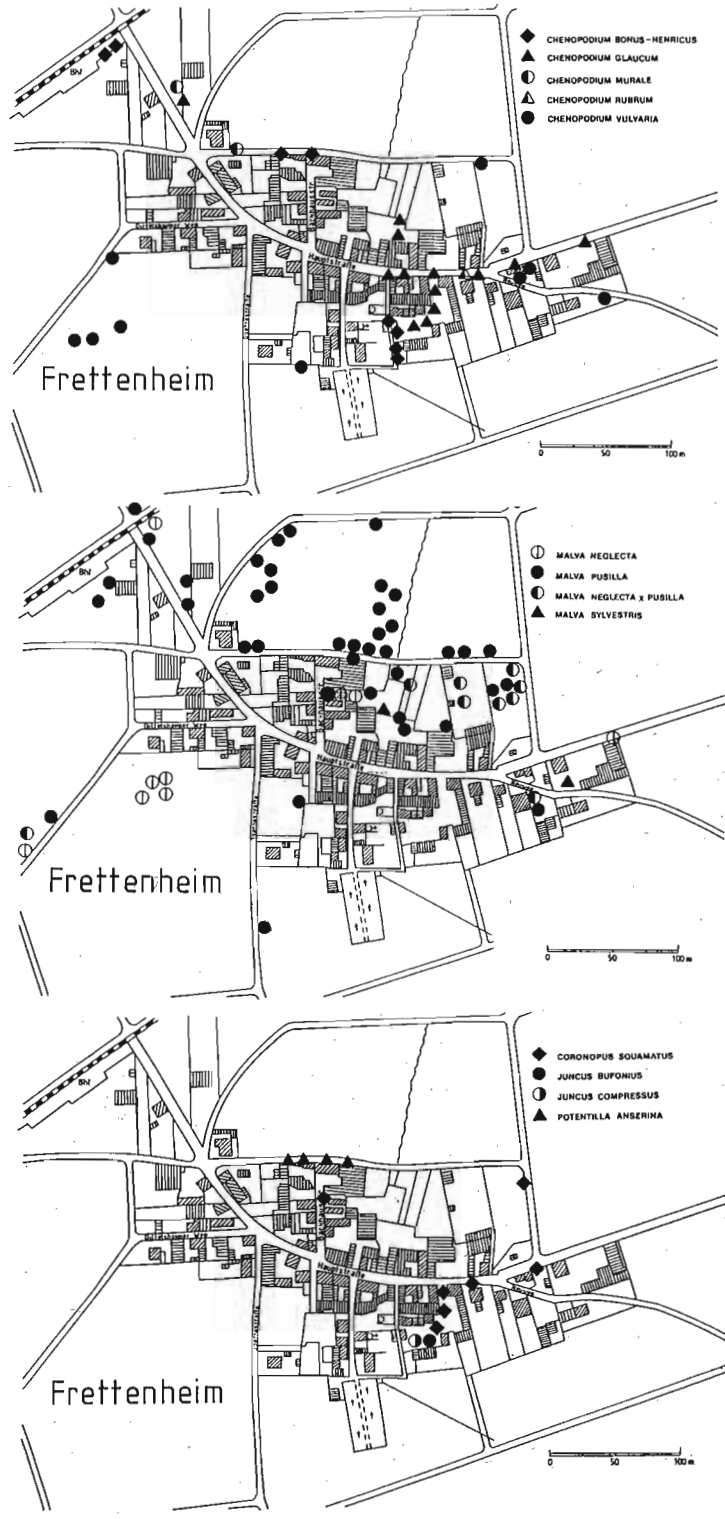 CHENOPODIUM BONUS-HENRICUS
CHENOPODIUM GLAUCUM
CHENOPODIUM MURALE
CHENOPODIUM RUBRUM
CHENOPODIUM VULVARIA
Bhf
Hauptstraße
Frettenheim
0 50 100 m
MALVA NEGLECTA
MALVA PUSILLA
MALVA NEGLECTA x PUSILLA
MALVA SYLVESTRIS
Bhf
Hauptstraße
Frettenheim
0 50 100 m
CORONOPUS SQUAMATUS
JUNCUS BUFONIUS
JUNCUS COMPRESSUS
POTENTILLA ANSERINA
Bhf
Hauptstraße
Frettenheim
0 50 100 m